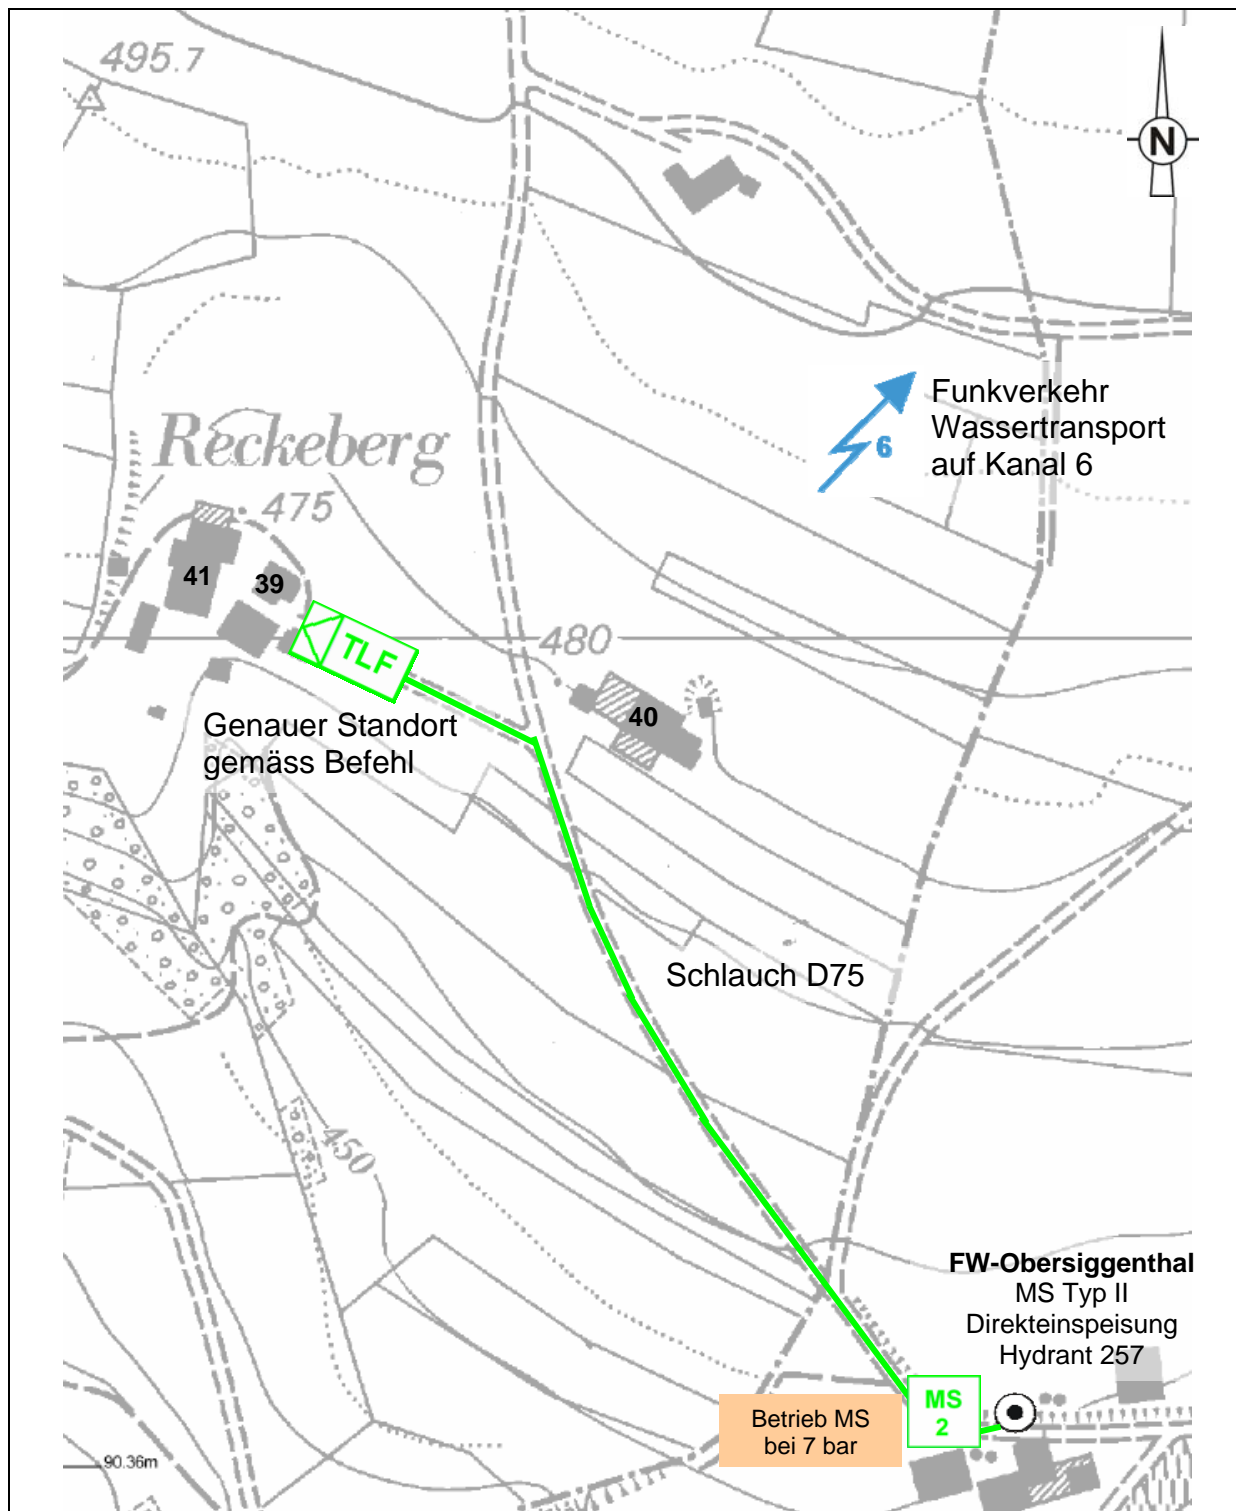 495.7
N
Funkverkehr
Wassertransport
auf Kanal 6
6
Reckeberg
475
41
39
TLF
480
40
Genauer Standort
gemäss Befehl
Schlauch D75
450
FW-Obersiggenthal
MS Typ II
Direkteinspeisung
Hydrant 257
MS
2
Betrieb MS
bei 7 bar
90.36m